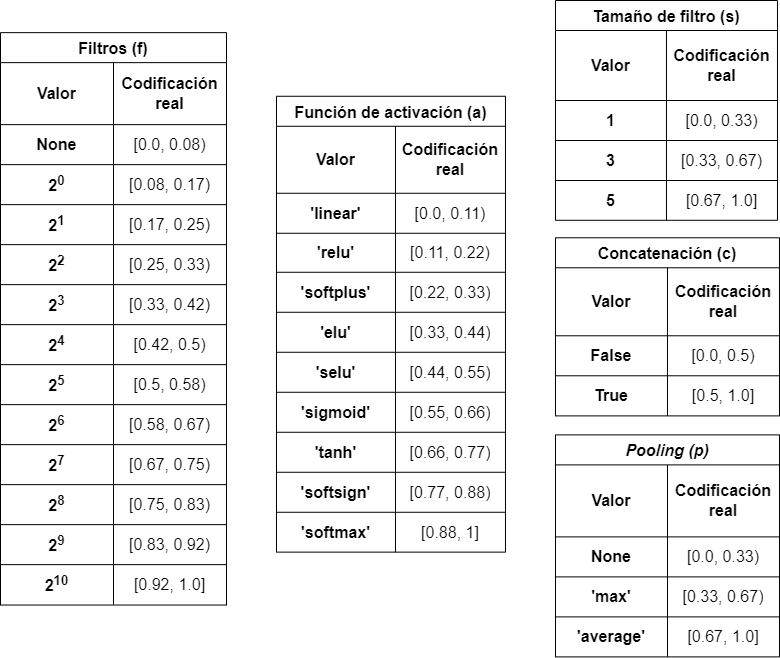 Filtros (f)
Valor Codificación real
None [0.0, 0.08)
2^0 [0.08, 0.17)
2^1 [0.17, 0.25)
2^2 [0.25, 0.33)
2^3 [0.33, 0.42)
2^4 [0.42, 0.5)
2^5 [0.5, 0.58)
2^6 [0.58, 0.67)
2^7 [0.67, 0.75)
2^8 [0.75, 0.83)
2^9 [0.83, 0.92)
2^10 [0.92, 1.0]
Función de activación (a)
Valor Codificación real
'linear' [0.0, 0.11)
'relu' [0.11, 0.22)
'softplus' [0.22, 0.33)
'elu' [0.33, 0.44)
'selu' [0.44, 0.55)
'sigmoid' [0.55, 0.66)
'tanh' [0.66, 0.77)
'softsign' [0.77, 0.88)
'softmax' [0.88, 1]
Tamaño de filtro (s)
Valor Codificación real
1 [0.0, 0.33)
3 [0.33, 0.67)
5 [0.67, 1.0]
Concatenación (c)
Valor Codificación real
False [0.0, 0.5)
True [0.5, 1.0]
Pooling (p)
Valor Codificación real
None [0.0, 0.33)
'max' [0.33, 0.67)
'average' [0.67, 1.0]